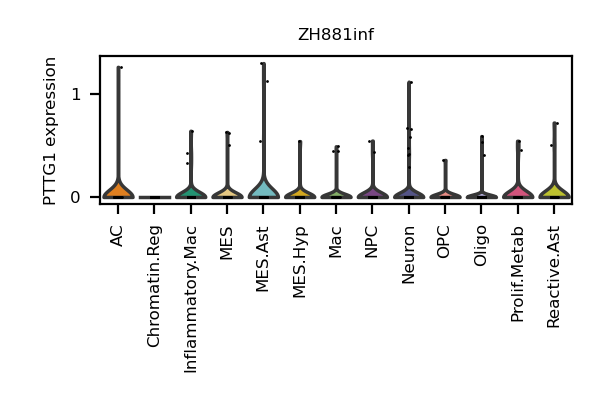 ZH881inf
PTTG1 expression
1
0
AC
Chromatin.Reg
Inflammatory.Mac
MES
MES.Ast
MES.Hyp
Mac
NPC
Neuron
OPC
Oligo
Prolif.Metab
Reactive.Ast